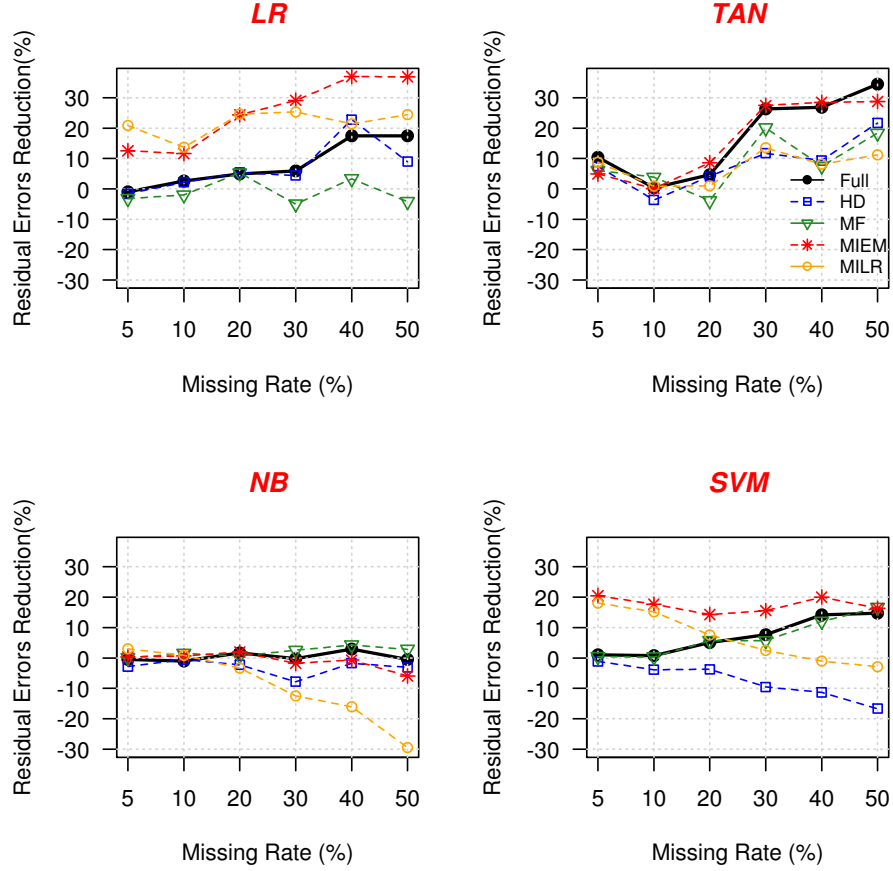 LR
Residual Errors Reduction(%)
30
20
10
0
-10
-20
-30
5 10 20 30 40 50
Missing Rate (%)
TAN
Residual Errors Reduction(%)
30
20
10
0
-10
-20
-30
Full
HD
MF
MIEM
MILR
5 10 20 30 40 50
Missing Rate (%)
NB
Residual Errors Reduction(%)
30
20
10
0
-10
-20
-30
5 10 20 30 40 50
Missing Rate (%)
SVM
Residual Errors Reduction(%)
30
20
10
0
-10
-20
-30
5 10 20 30 40 50
Missing Rate (%)